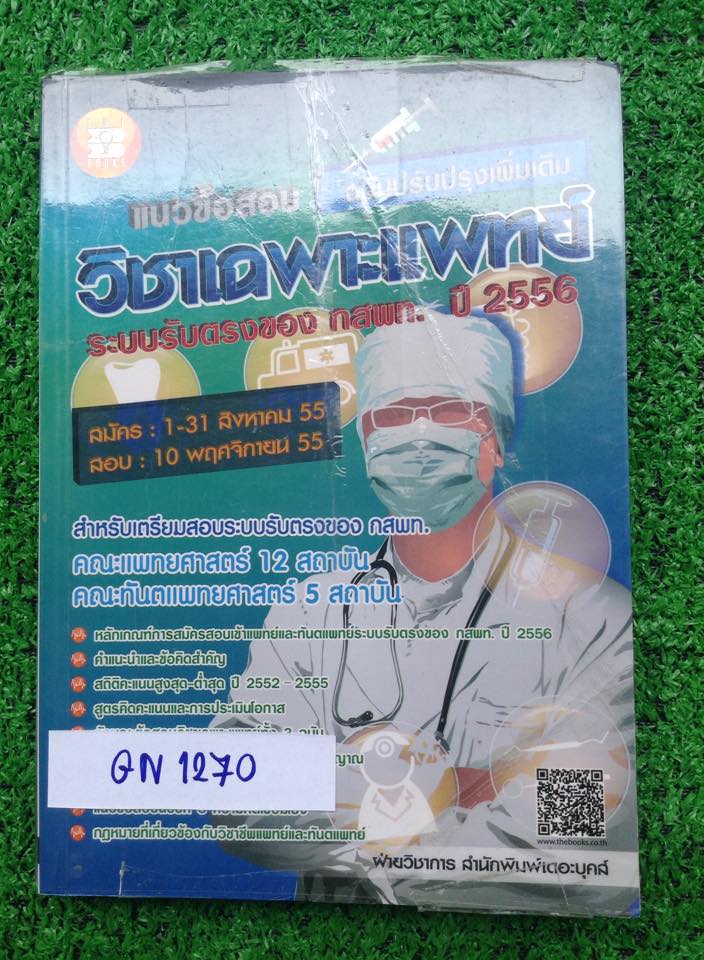 THE BOOKS
แนวข้อสอบ
ฉบับปรับปรุงเพิ่มเติม
วิชาเฉพาะแพทย์
ระบบรับตรงของ กสพท. ปี 2556
สมัคร : 1-31 สิงหาคม 55
สอบ : 10 พฤศจิกายน 55
สำหรับเตรียมสอบระบบรับตรงของ กสพท.
คณะแพทยศาสตร์ 12 สถาบัน
คณะทันตแพทยศาสตร์ 5 สถาบัน
หลักเกณฑ์การสมัครสอบเข้าแพทย์และทันตแพทย์ระบบรับตรงของ กสพท. ปี 2556
คำแนะนำและข้อคิดสำคัญ
สถิติคะแนนสูงสุด-ต่ำสุด ปี 2552-2555
สูตรคิดคะแนนและการประเมินโอกาส
QN 1270
กฎหมายที่เกี่ยวข้องกับวิชาชีพแพทย์และทันตแพทย์
www.thebooks.co.th
ฝ่ายวิชาการ สำนักพิมพ์เดอะบุคส์